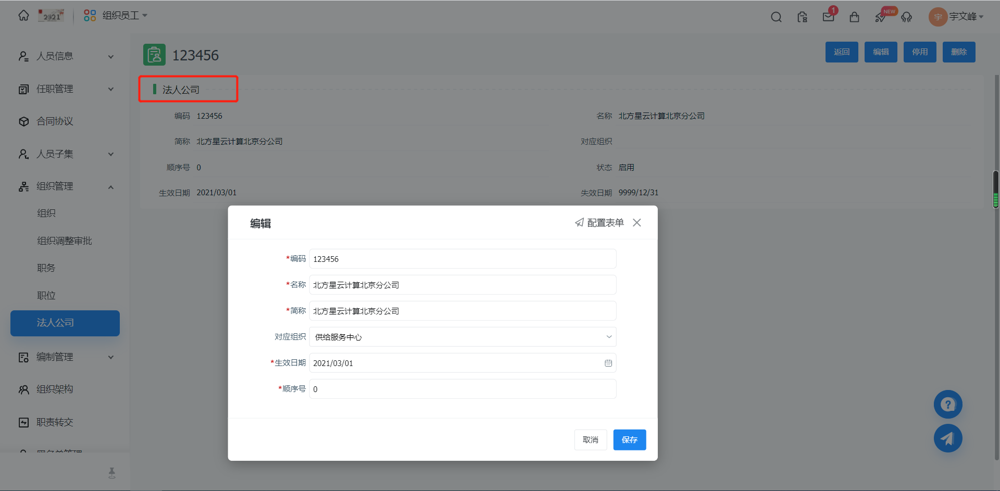 2021
组织员工
1
NEW
宇
宇文峰
人员信息
任职管理
合同协议
人员子集
组织管理
组织
组织调整审批
职务
职位
法人公司
编制管理
组织架构
职责转交
123456
返回
编辑
停用
删除
法人公司
编码 123456
名称 北方星云计算北京分公司
简称 北方星云计算北京分公司
对应组织
顺序号 0
状态 启用
生效日期 2021/03/01
失效日期 9999/12/31
编辑
配置表单
*编码 123456
*名称 北方星云计算北京分公司
*简称 北方星云计算北京分公司
对应组织 供给服务中心
*生效日期 2021/03/01
*顺序号 0
取消
保存
?